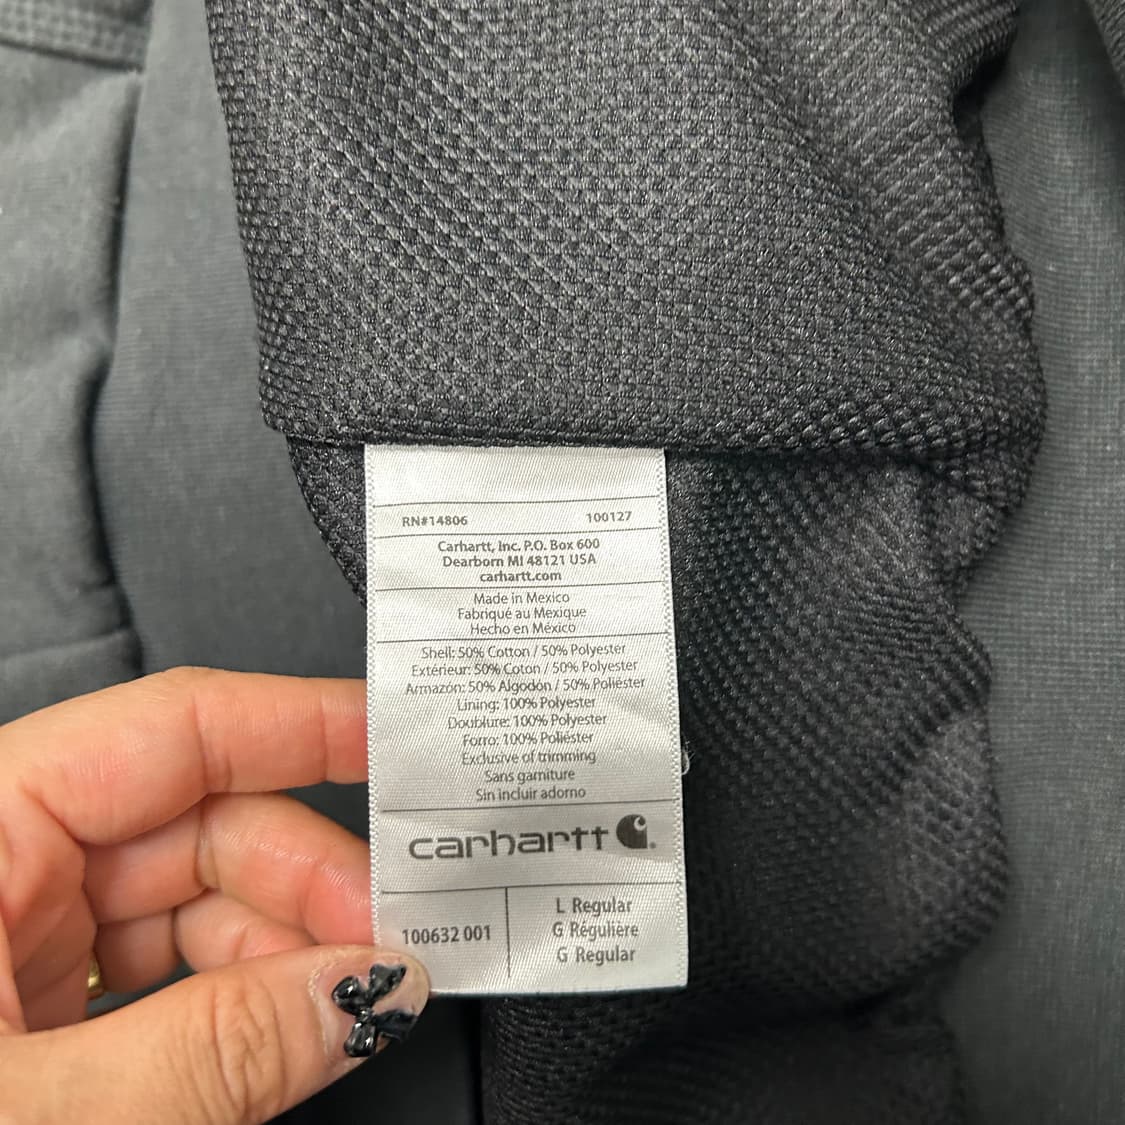 RN#14806 100127
Carhartt, Inc. P.O. Box 600
Dearborn MI 48121 USA
carhartt.com
Made in Mexico
Fabriqué au Mexique
Hecho en México
Shell: 50% Cotton / 50% Polyester
Extérieur: 50% Coton / 50% Polyester
Armazón: 50% Algodón / 50% Poliéster
Lining: 100% Polyester
Doublure: 100% Polyester
Forro: 100% Poliéster
Exclusive of trimming
Sans garniture
Sin incluir adorno
carhartt
100632 001
L Regular
G Régulière
G Regular